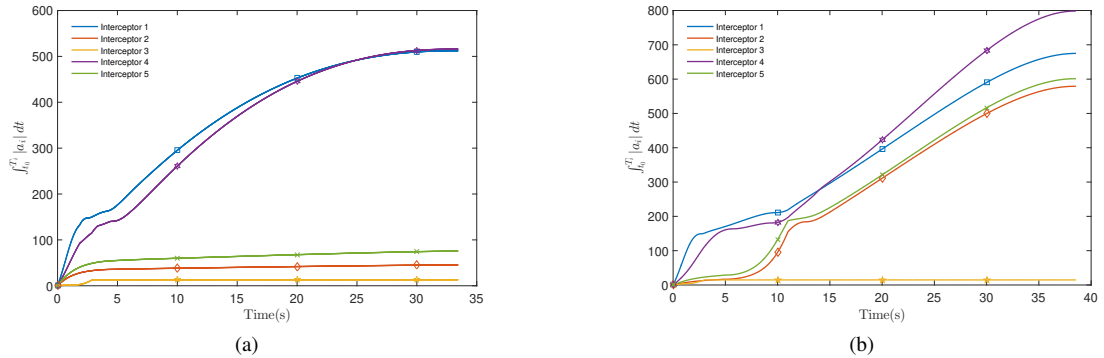 600
500
400
300
200
100
0
Interceptor 1
Interceptor 2
Interceptor 3
Interceptor 4
Interceptor 5
∫_{t_0}^{T_i} |a_i| dt
0 5 10 15 20 25 30 35
Time(s)
(a)
800
700
600
500
400
300
200
100
0
Interceptor 1
Interceptor 2
Interceptor 3
Interceptor 4
Interceptor 5
∫_{t_0}^{T_i} |a_i| dt
0 5 10 15 20 25 30 35 40
Time(s)
(b)